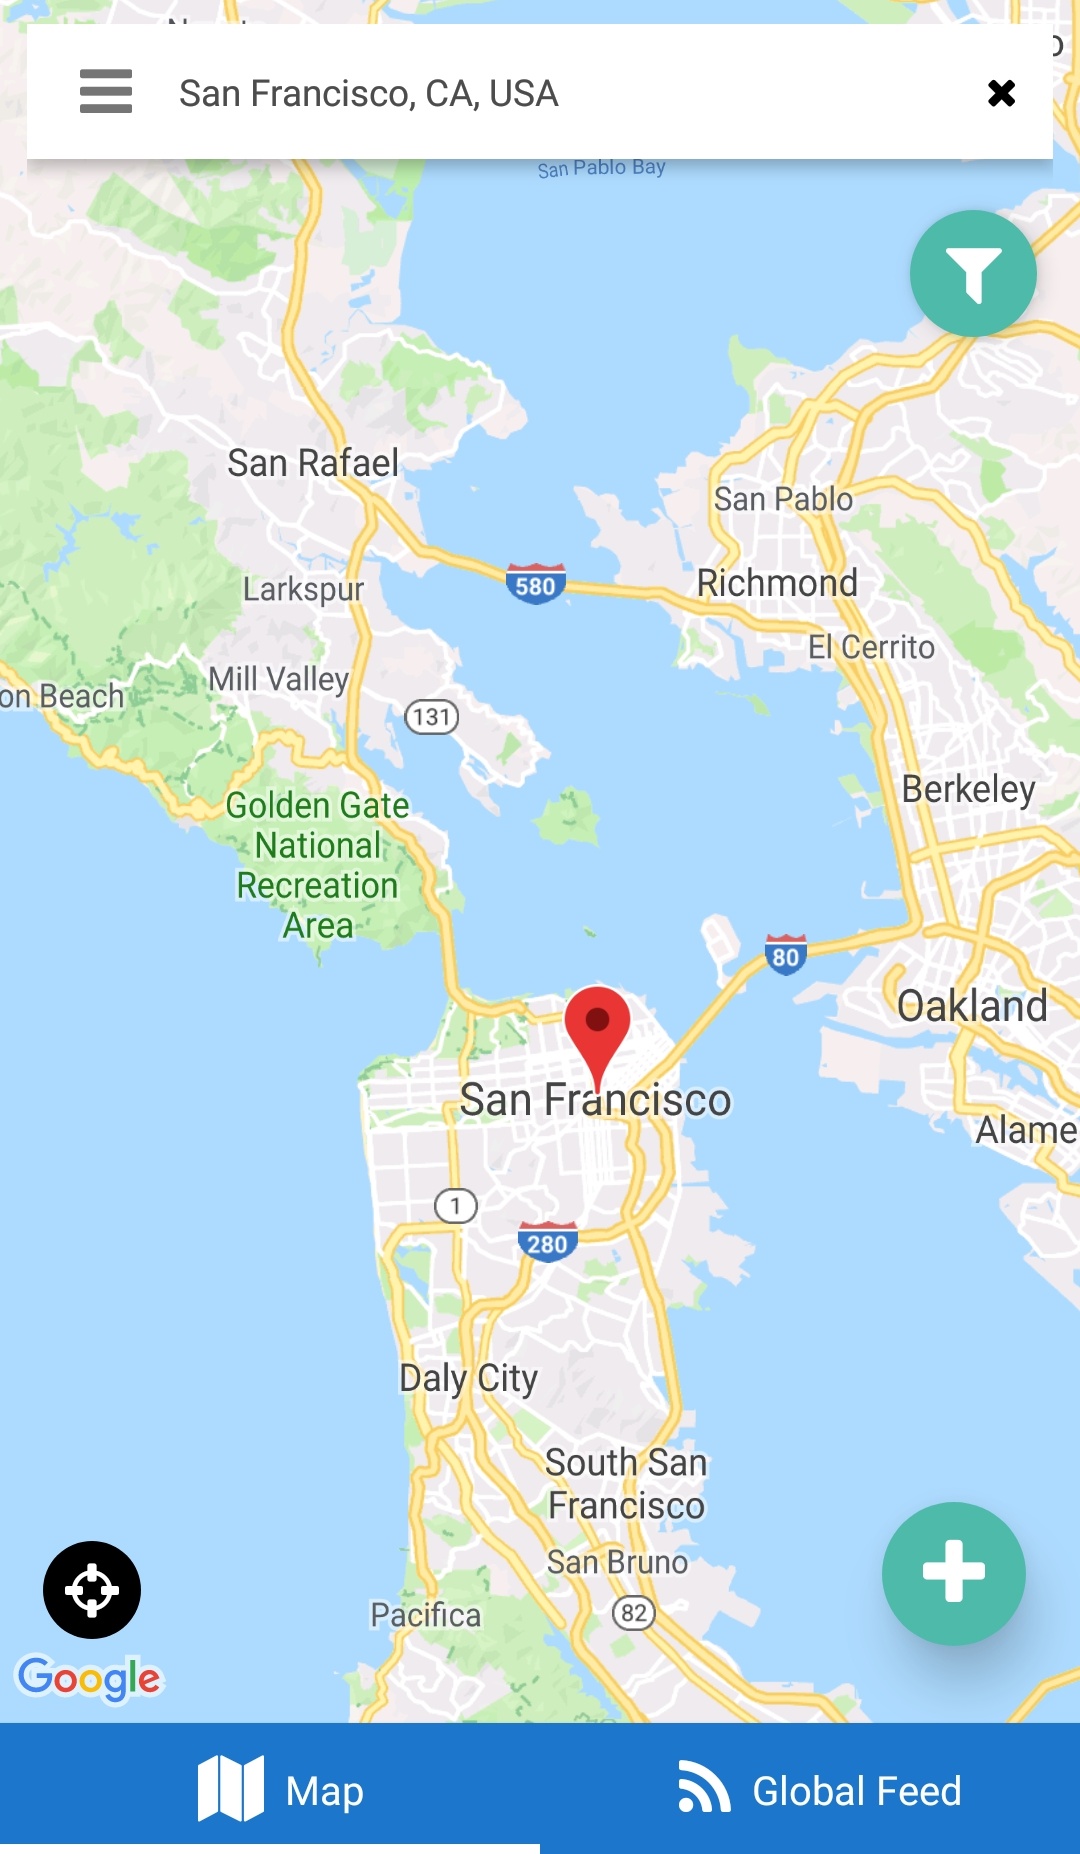 San Francisco, CA, USA
San Pablo Bay
San Rafael
San Pablo
580
Richmond
Larkspur
El Cerrito
Mill Valley
on Beach
131
Berkeley
Golden Gate
National
Recreation
Area
80
Oakland
San Francisco
Alame
1
280
Daly City
South San
Francisco
San Bruno
Pacifica
82
Google
Map
Global Feed